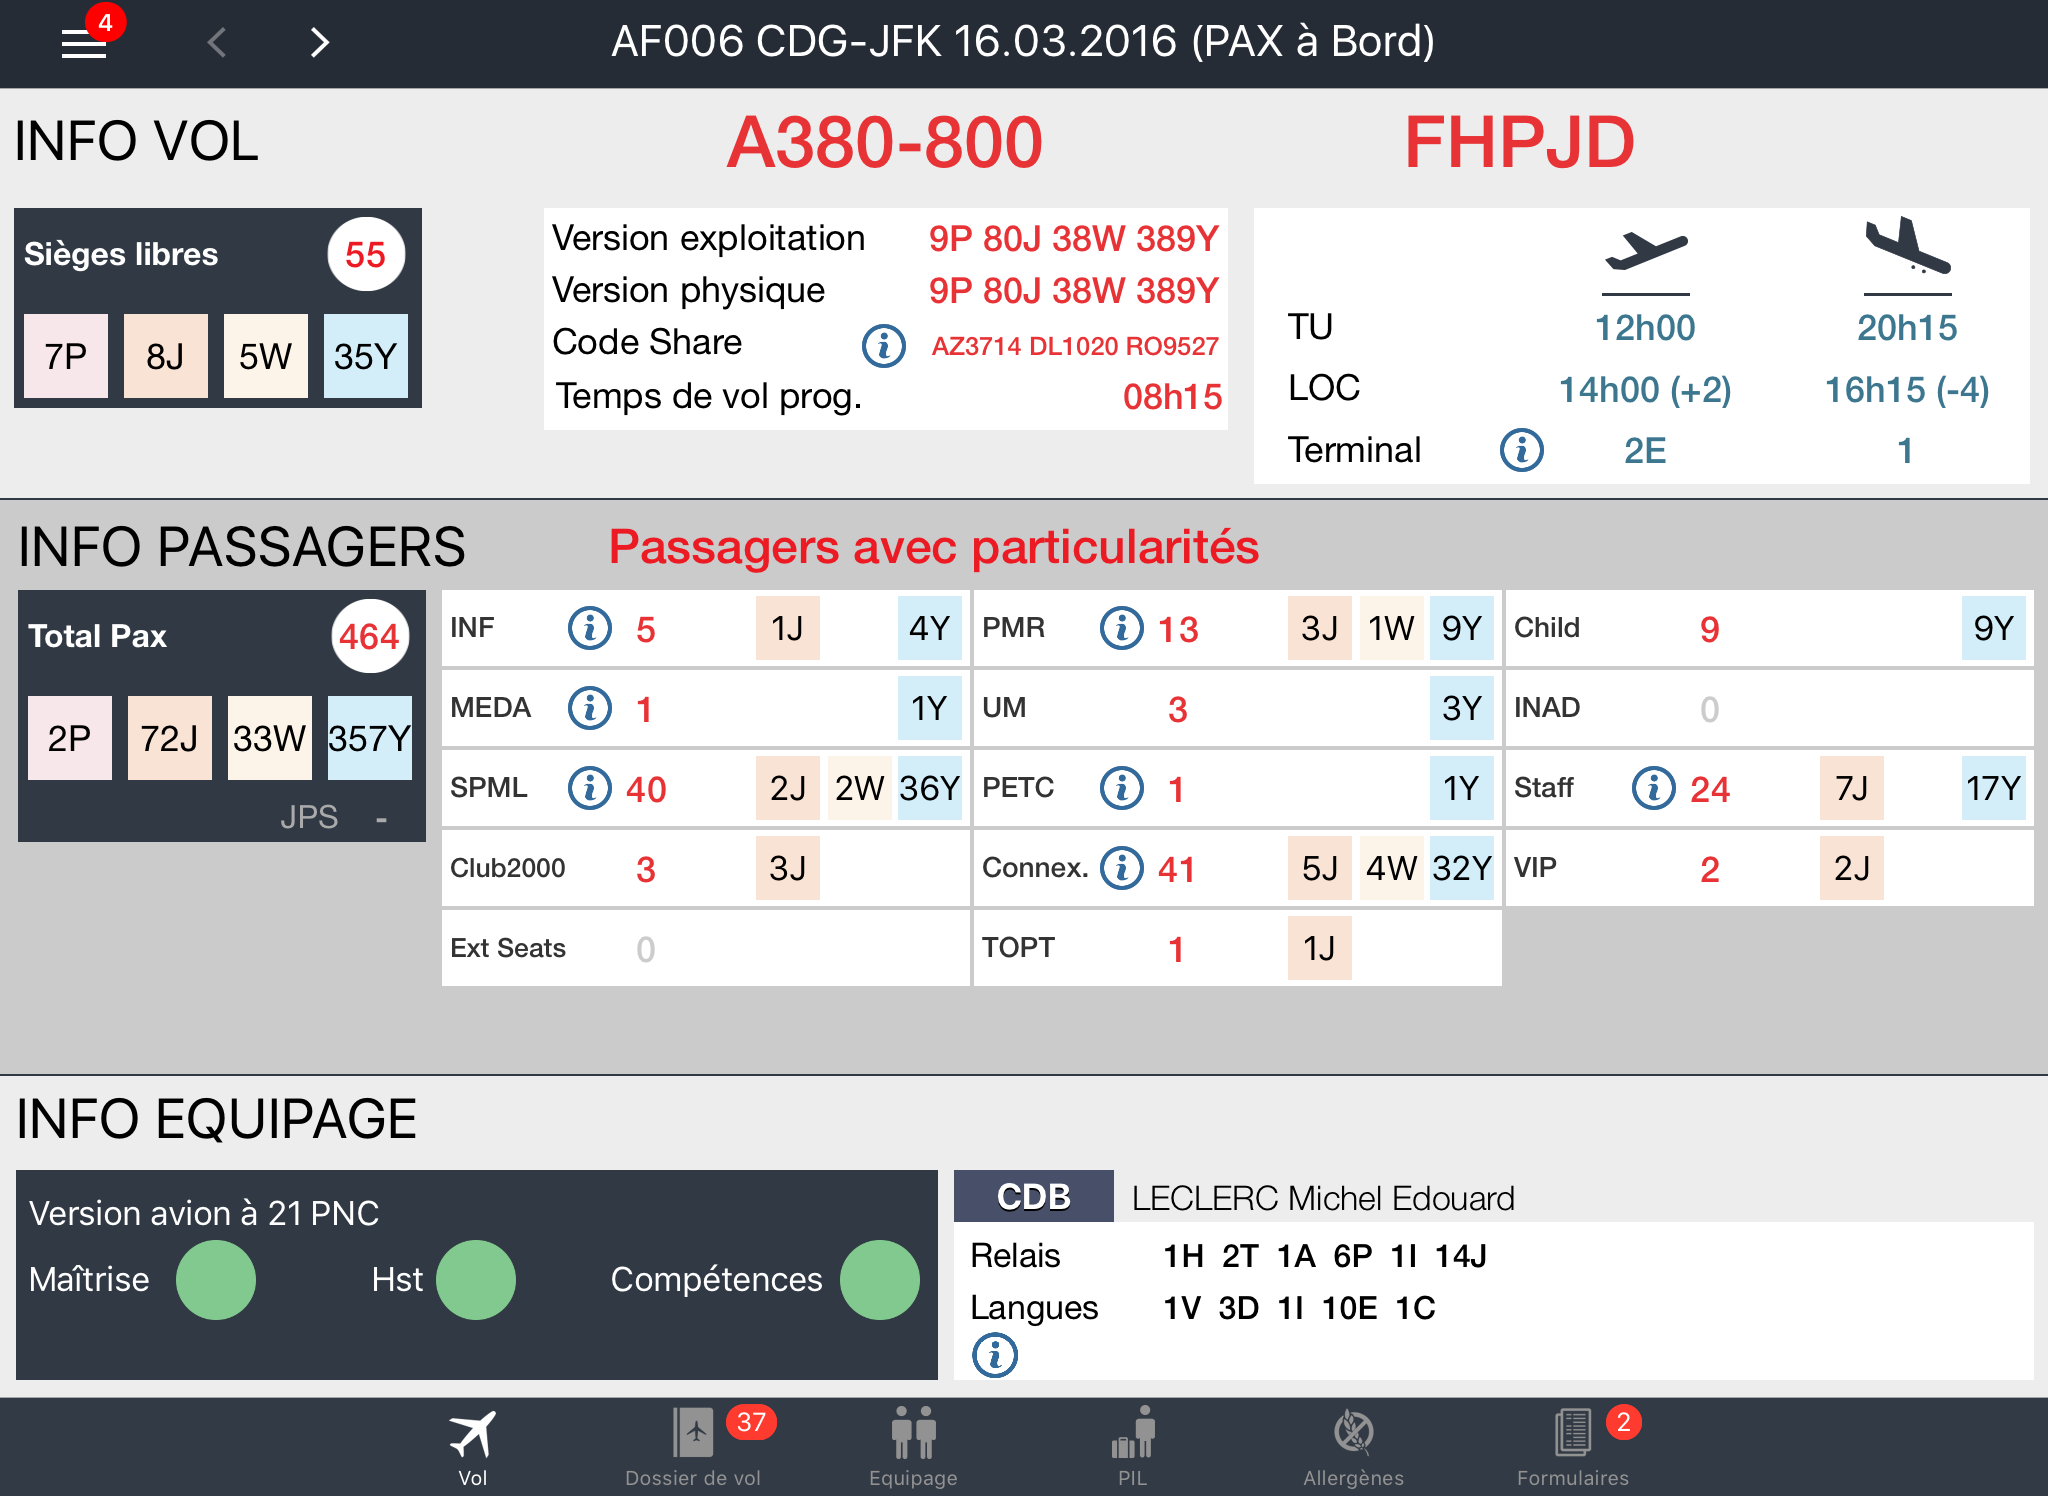 4
AF006 CDG-JFK 16.03.2016 (PAX à Bord)
INFO VOL
A380-800
FHPJD
Sièges libres 55
7P 8J 5W 35Y
Version exploitation 9P 80J 38W 389Y
Version physique 9P 80J 38W 389Y
Code Share i AZ3714 DL1020 RO9527
Temps de vol prog. 08h15
TU 12h00 20h15
LOC 14h00 (+2) 16h15 (-4)
Terminal i 2E 1
INFO PASSAGERS
Passagers avec particularités
Total Pax 464
2P 72J 33W 357Y
JPS -
INF i 5 1J 4Y
PMR i 13 3J 1W 9Y
Child 9 9Y
MEDA i 1 1Y
UM 3 3Y
INAD 0
SPML i 40 2J 2W 36Y
PETC i 1 1Y
Staff i 24 7J 17Y
Club2000 3 3J
Connex. i 41 5J 4W 32Y
VIP 2 2J
Ext Seats 0
TOPT 1 1J
INFO EQUIPAGE
Version avion à 21 PNC
Maîtrise Hst Compétences
CDB LECLERC Michel Edouard
Relais 1H 2T 1A 6P 1I 14J
Langues 1V 3D 1I 10E 1C
i
Vol
37
Dossier de vol
Equipage
PIL
Allergènes
2
Formulaires